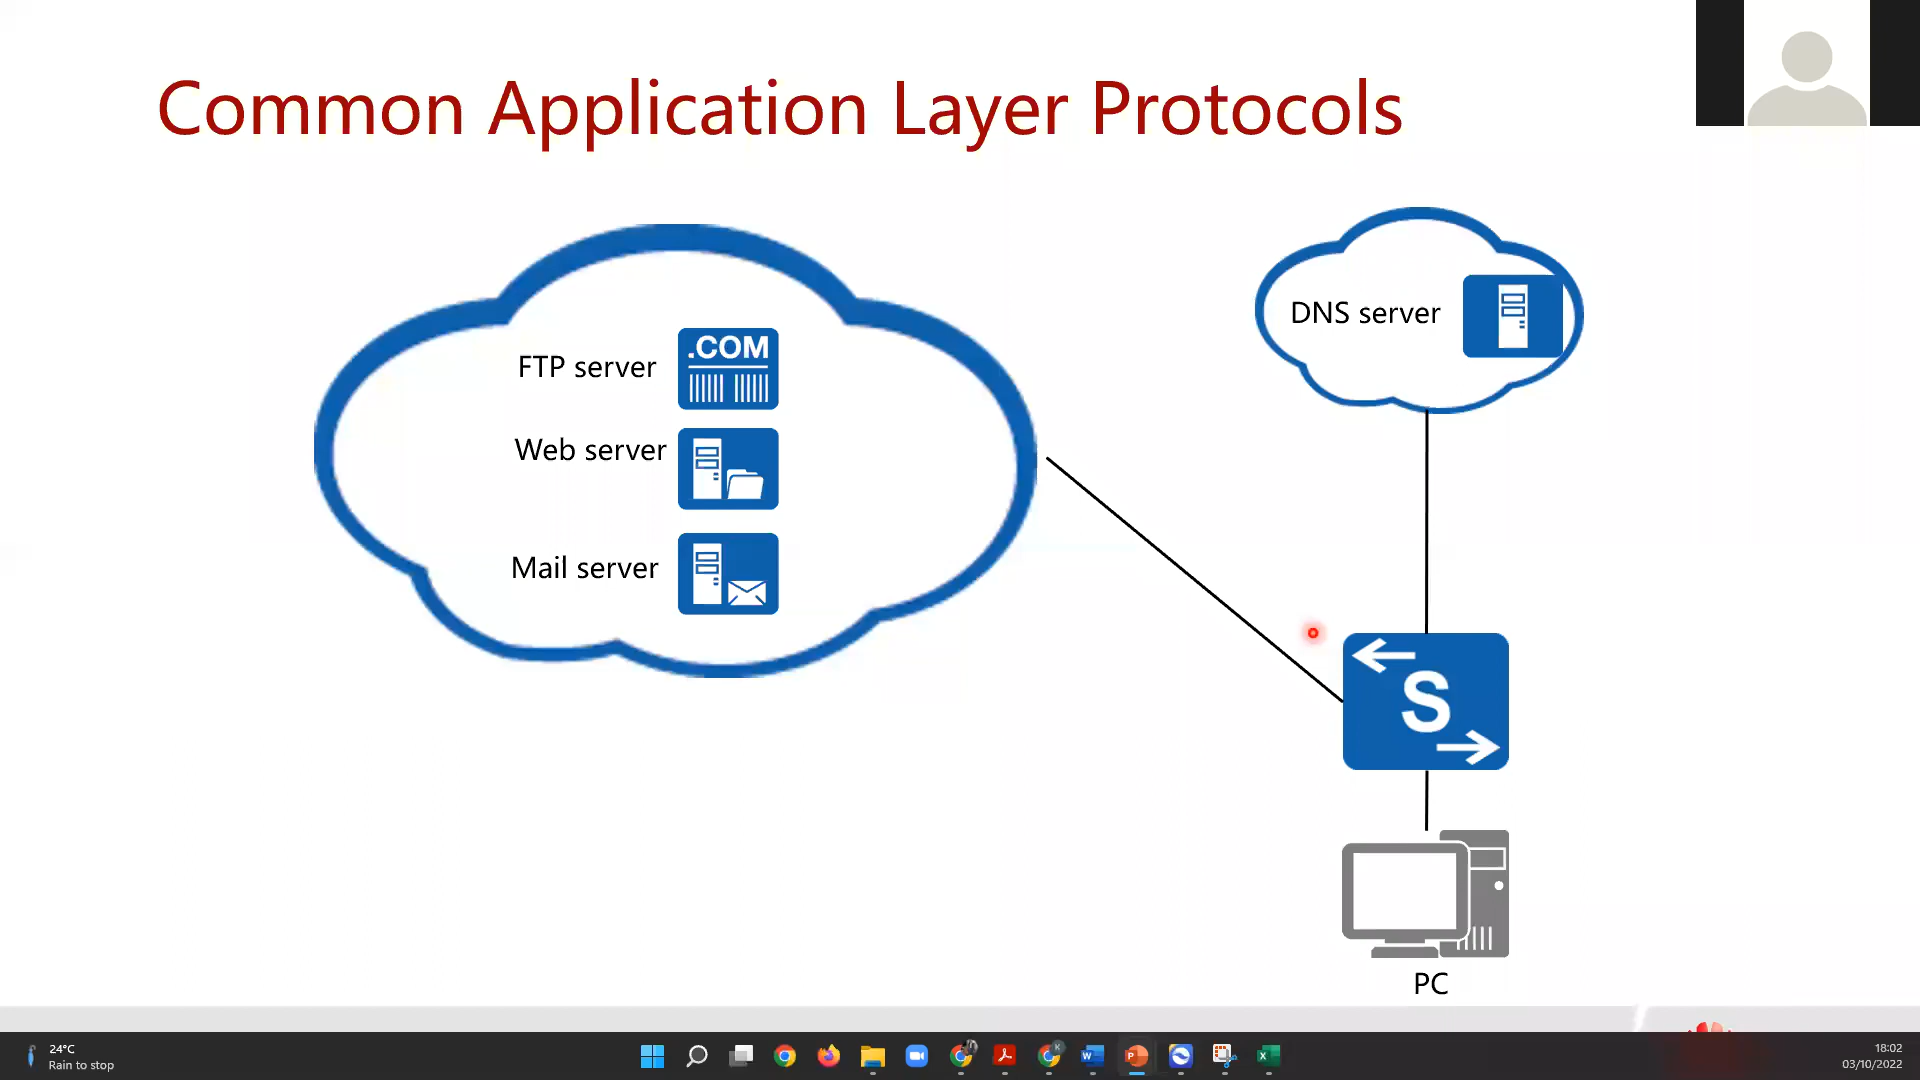 Common Application Layer Protocols
DNS server
.COM
FTP server
Web server
Mail server
S
PC
24°C
Rain to stop
18:02
03/10/2022